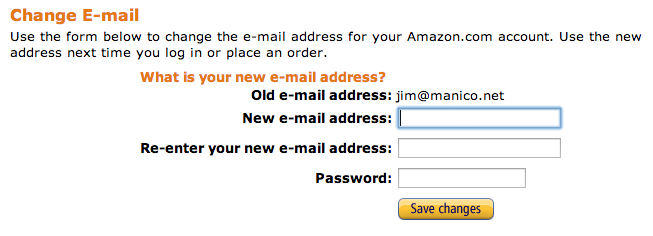 Change E-mail
Use the form below to change the e-mail address for your Amazon.com account. Use the new
address next time you log in or place an order.
What is your new e-mail address?
Old e-mail address: jim@manico.net
New e-mail address:
Re-enter your new e-mail address:
Password:
Save changes